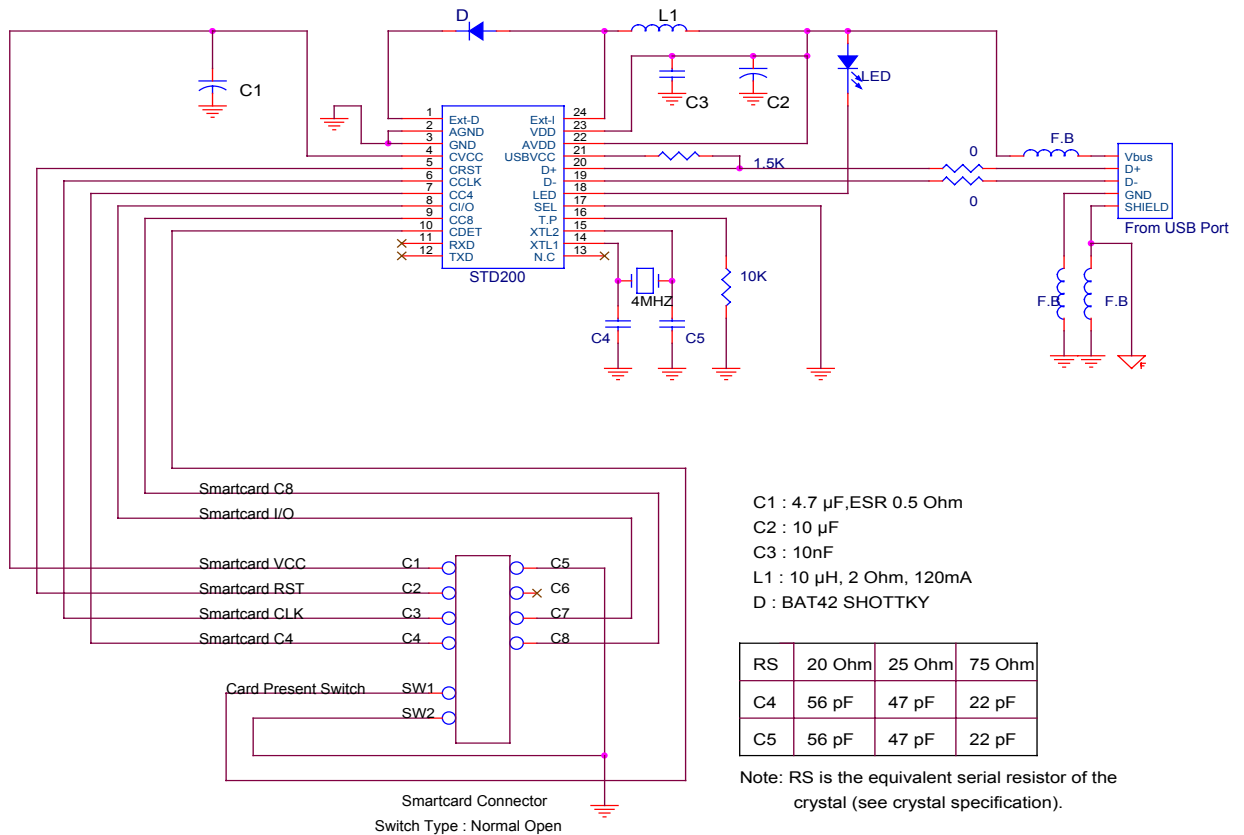 D
L1
LED
C1
C3
C2
1 Ext-D Ext-I 24
2 AGND VDD 23
3 GND AVDD 22
4 CVCC USBVCC 21
5 CRST D+ 20
6 CCLK D- 19
7 CC4 LED 18
8 CI/O SEL 17
9 CC8 T.P 16
10 CDET XTL2 15
11 RXD XTL1 14
12 TXD N.C 13
STD200
1.5K
0
0
F.B
Vbus
D+
D-
GND
SHIELD
From USB Port
4MHZ
10K
C4
C5
F.B
F.B
F
Smartcard C8
Smartcard I/O
Smartcard VCC C1 C5
Smartcard RST C2 C6
Smartcard CLK C3 C7
Smartcard C4 C4 C8
Card Present Switch SW1
SW2
Smartcard Connector
Switch Type : Normal Open
C1 : 4.7 µF,ESR 0.5 Ohm
C2 : 10 µF
C3 : 10nF
L1 : 10 µH, 2 Ohm, 120mA
D : BAT42 SHOTTKY
RS 20 Ohm 25 Ohm 75 Ohm
C4 56 pF 47 pF 22 pF
C5 56 pF 47 pF 22 pF
Note: RS is the equivalent serial resistor of the
crystal (see crystal specification).